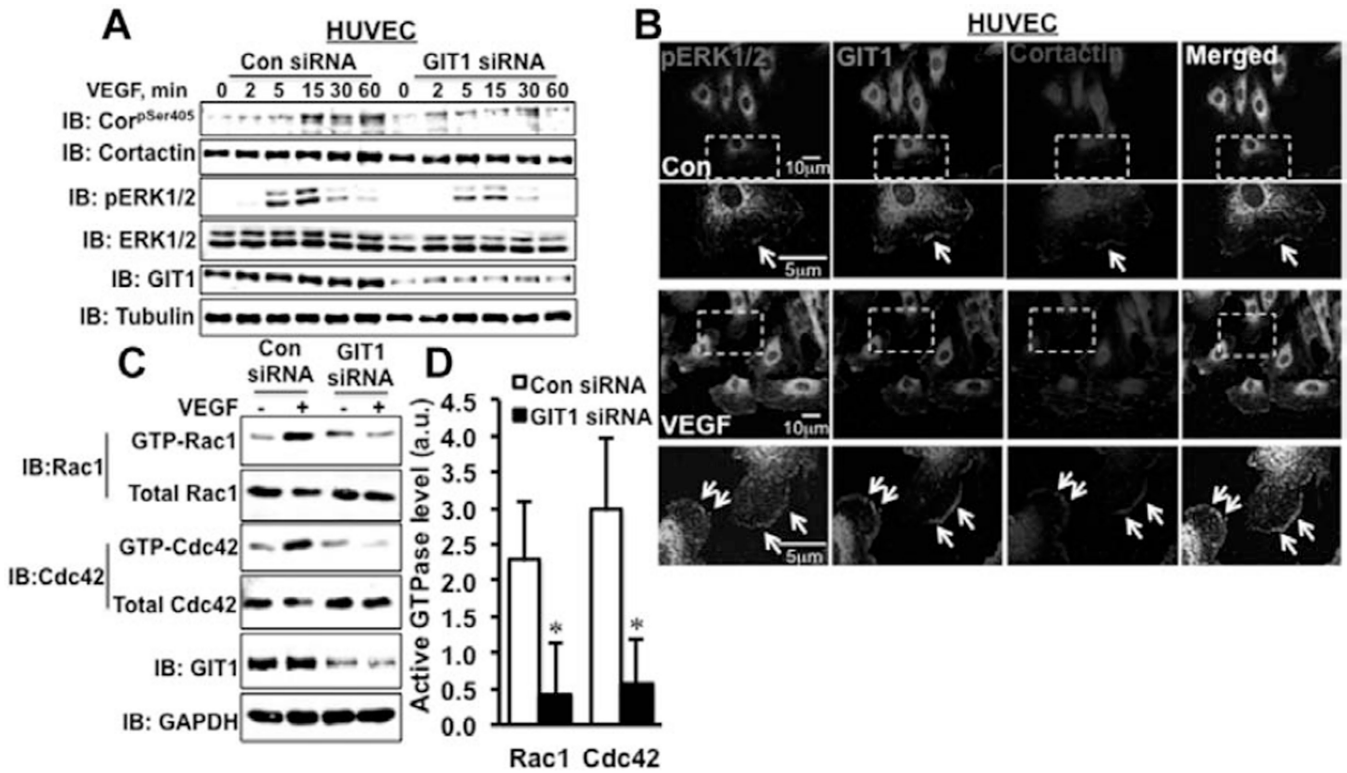 A
HUVEC
Con siRNA GIT1 siRNA
VEGF, min 0 2 5 15 30 60 0 2 5 15 30 60
IB: Cor pSer405
IB: Cortactin
IB: pERK1/2
IB: ERK1/2
IB: GIT1
IB: Tubulin
B
HUVEC
pERK1/2 GIT1 Cortactin Merged
Con 10μm 10μm
5μm 5μm
VEGF 10μm 10μm
5μm 5μm
C
Con siRNA GIT1 siRNA
VEGF - + - +
IB:Rac1
GTP-Rac1
Total Rac1
IB:Cdc42
GTP-Cdc42
Total Cdc42
IB: GIT1
IB: GAPDH
D
Con siRNA
GIT1 siRNA
Active GTPase level (a.u.)
4.5
4.0
3.5
3.0
2.5
2.0
1.5
1.0
0.5
0.0
* *
Rac1 Cdc42